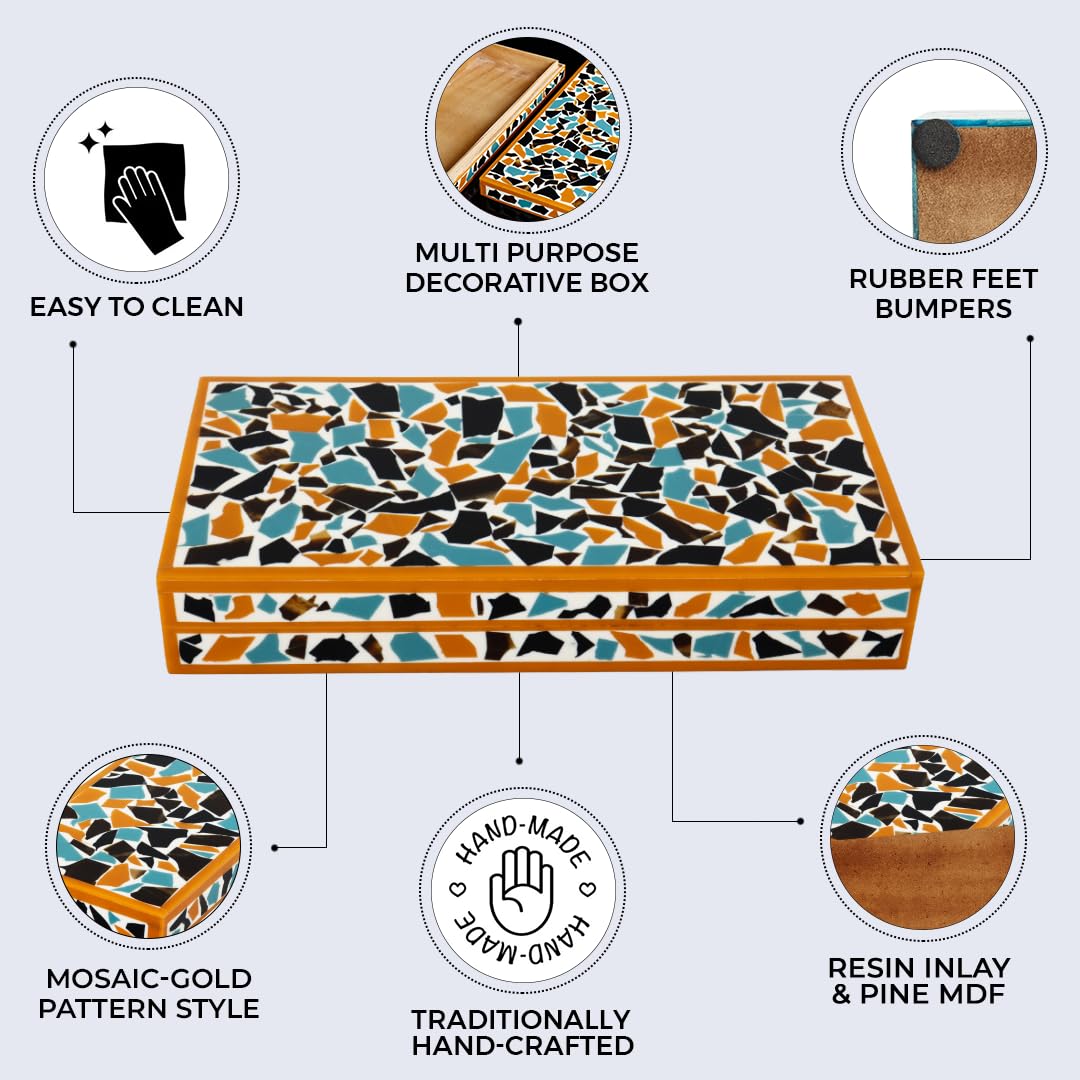 EASY TO CLEAN
MULTI PURPOSE
DECORATIVE BOX
RUBBER FEET
BUMPERS
MOSAIC-GOLD
PATTERN STYLE
HAND-MADE
HAND-MADE
TRADITIONALLY
HAND-CRAFTED
RESIN INLAY
& PINE MDF